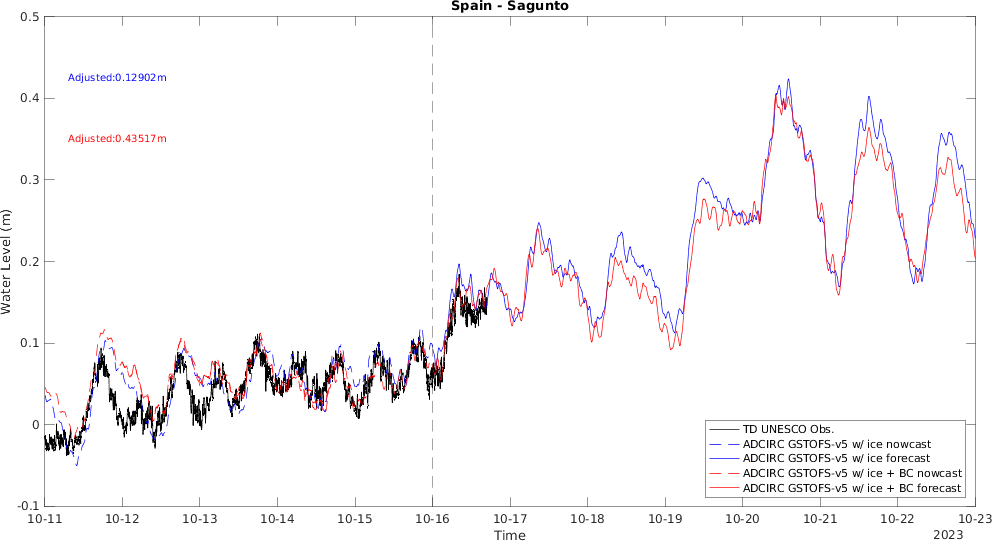 Spain - Sagunto
0.5
0.4
0.3
0.2
0.1
0
-0.1
Water Level (m)
Adjusted:0.12902m
Adjusted:0.43517m
TD UNESCO Obs.
ADCIRC GSTOFS-v5 w/ ice nowcast
ADCIRC GSTOFS-v5 w/ ice forecast
ADCIRC GSTOFS-v5 w/ ice + BC nowcast
ADCIRC GSTOFS-v5 w/ ice + BC forecast
10-11 10-12 10-13 10-14 10-15 10-16 10-17 10-18 10-19 10-20 10-21 10-22 10-23
Time
2023